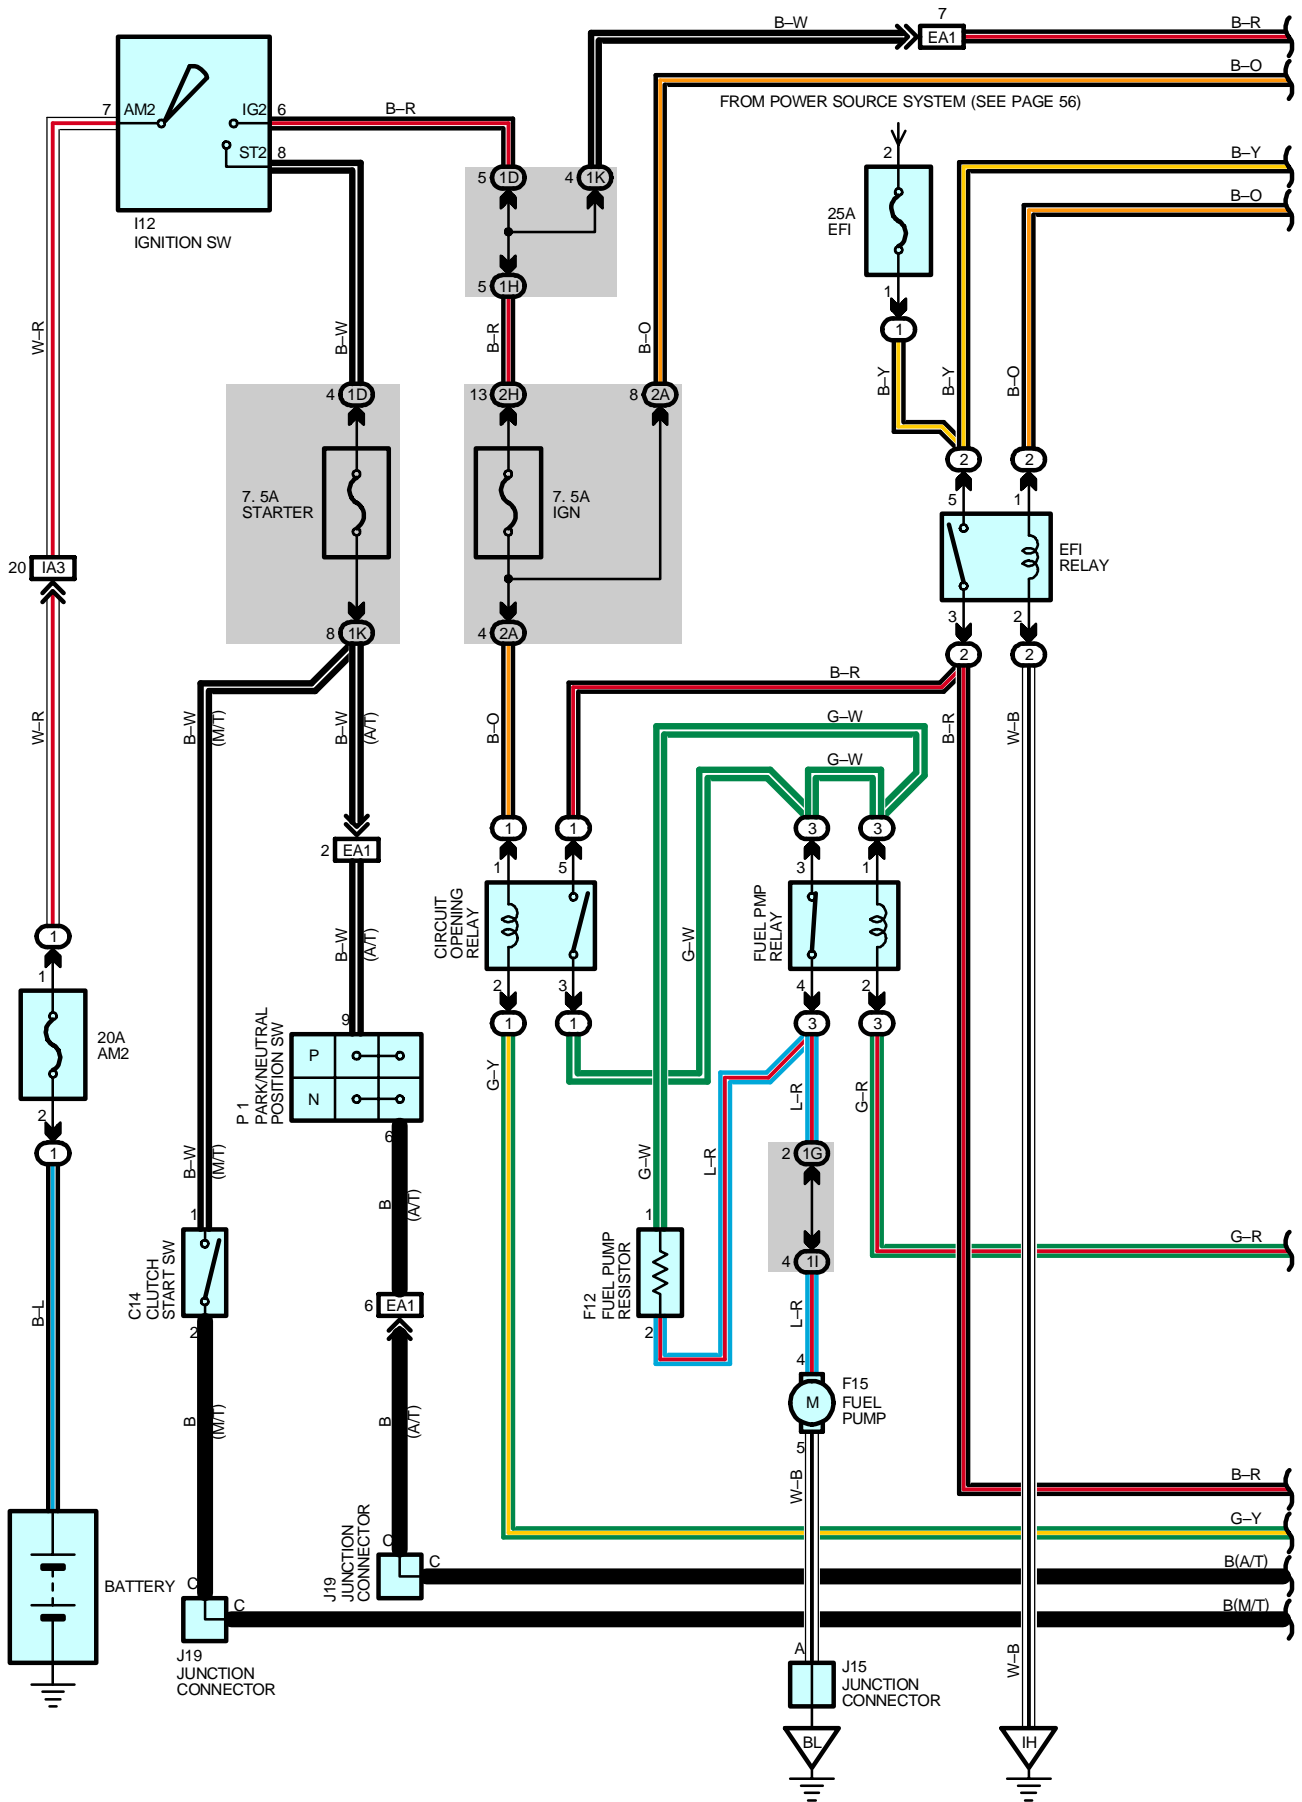 7
B–W
EA1
B–R
B–O
FROM POWER SOURCE SYSTEM (SEE PAGE 56)
7 AM2
IG2 6
B–R
ST2 8
I12
IGNITION SW
5 1D
4 1K
5 1H
2
25A
EFI
1
1
B–Y
B–O
W–R
B–W
B–R
B–O
B–Y
B–Y
B–O
4 1D
13 2H
8 2A
7. 5A
STARTER
7. 5A
IGN
2
2
5
1
EFI
RELAY
3
2
2
2
20 IA3
8 1K
4 2A
W–R
B–W
(M/T)
B–W
(A/T)
B–O
B–R
G–W
G–W
B–R
W–B
2 EA1
1
1
3
3
1
5
3
1
CIRCUIT
OPENING
RELAY
FUEL PMP
RELAY
G–W
2
3
4
2
1
1
3
3
B–W
(A/T)
1
1
20A
AM2
2
1
9
P
N
P 1
PARK/NEUTRAL
POSITION SW
6
G–Y
L–R
G–R
B–W
(M/T)
B
(A/T)
G–W
L–R
2 1G
4 1I
G–R
1
C14
CLUTCH
START SW
2
6 EA1
1
F12
FUEL PUMP
RESISTOR
2
B–L
L–R
4
M
F15
FUEL
PUMP
5
B
(M/T)
B
(A/T)
W–B
B–R
G–Y
BATTERY
C
C
J19
JUNCTION
CONNECTOR
C
C
J19
JUNCTION
CONNECTOR
B(A/T)
B(M/T)
A
J15
JUNCTION
CONNECTOR
W–B
BL
IH